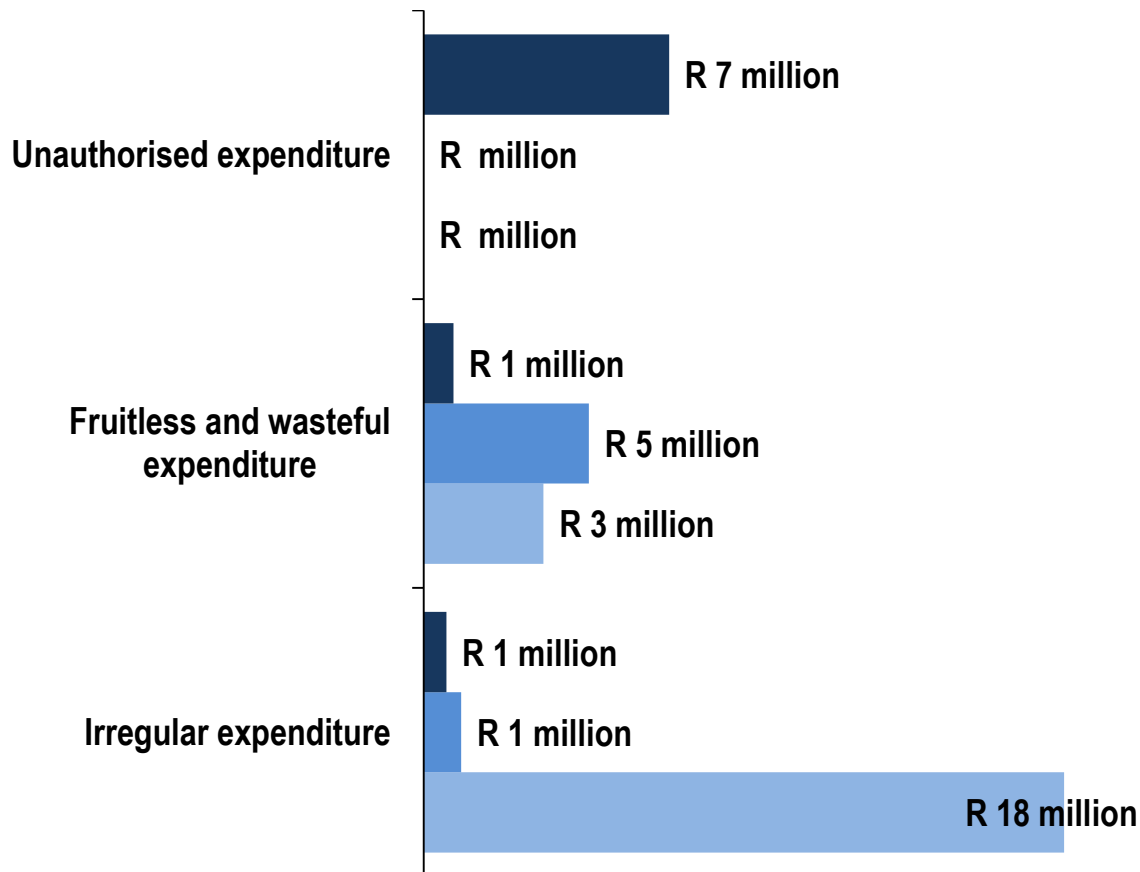 R 7 million
Unauthorised expenditure
R  million
R  million
R 1 million
Fruitless and wasteful
expenditure
R 5 million
R 3 million
R 1 million
Irregular expenditure
R 1 million
R 18 million